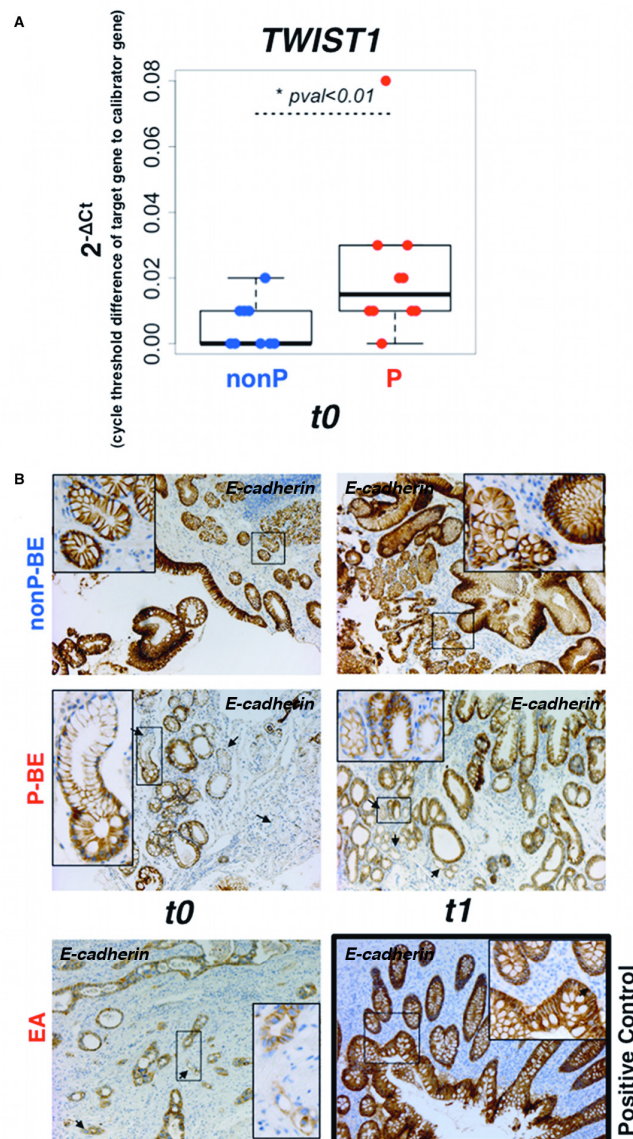 A
TWIST1
2-ΔCt
(cycle threshold difference of target gene to calibrator gene)
0.08
0.06
0.04
0.02
0.00
* pval<0.01
nonP
P
t0
B
nonP-BE
E-cadherin
E-cadherin
P-BE
E-cadherin
E-cadherin
t0
t1
EA
E-cadherin
E-cadherin
Positive Control